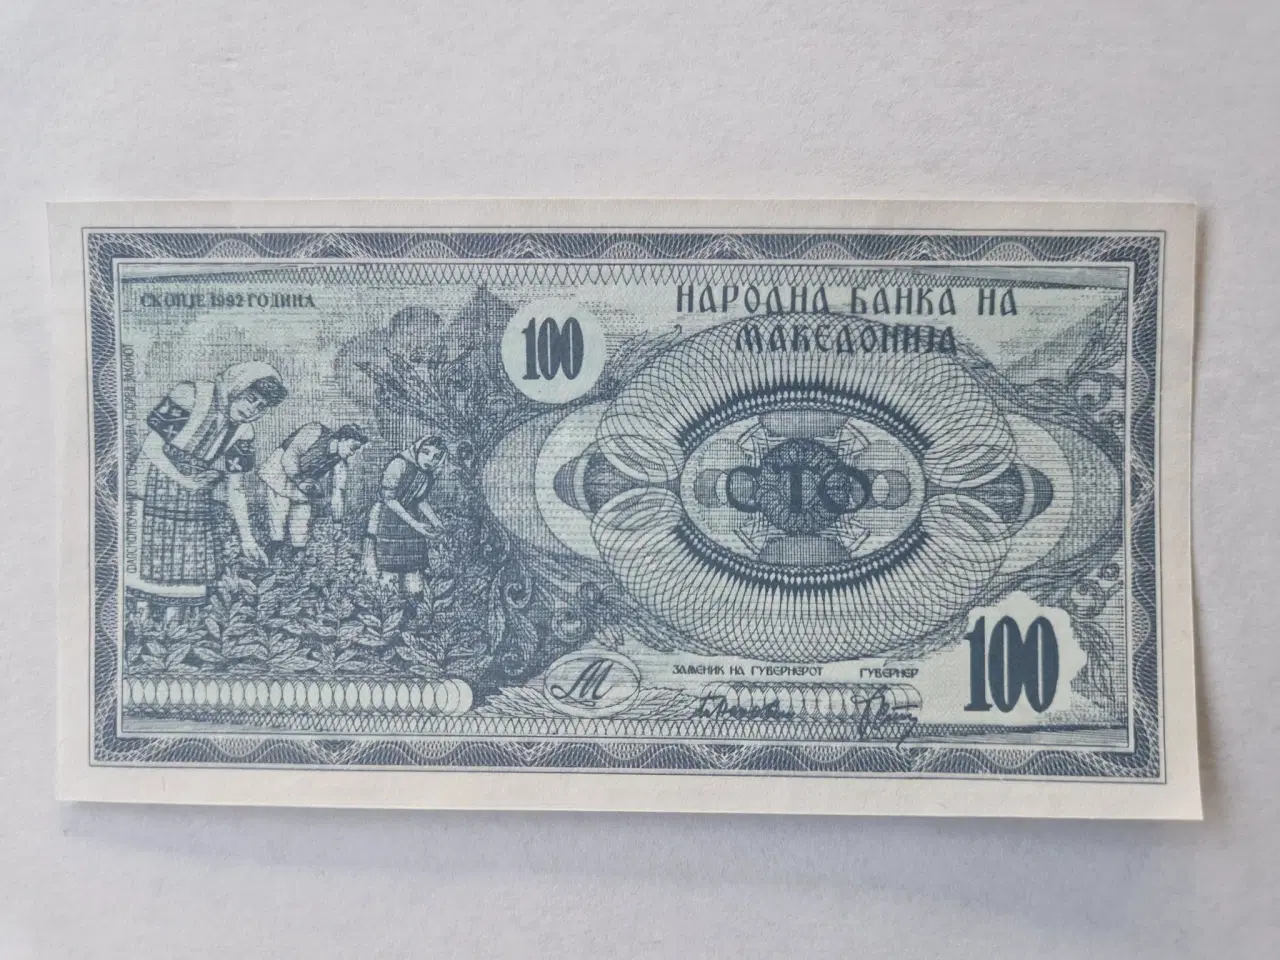 СКОПЈЕ 1992 ГОДИНА
НАРОДНА БАНКА НА
МАКЕДОНИЈА
100
СТО
М
ЗАМЕНИК НА ГУВЕРНЕРОТ ГУВЕРНЕР
100